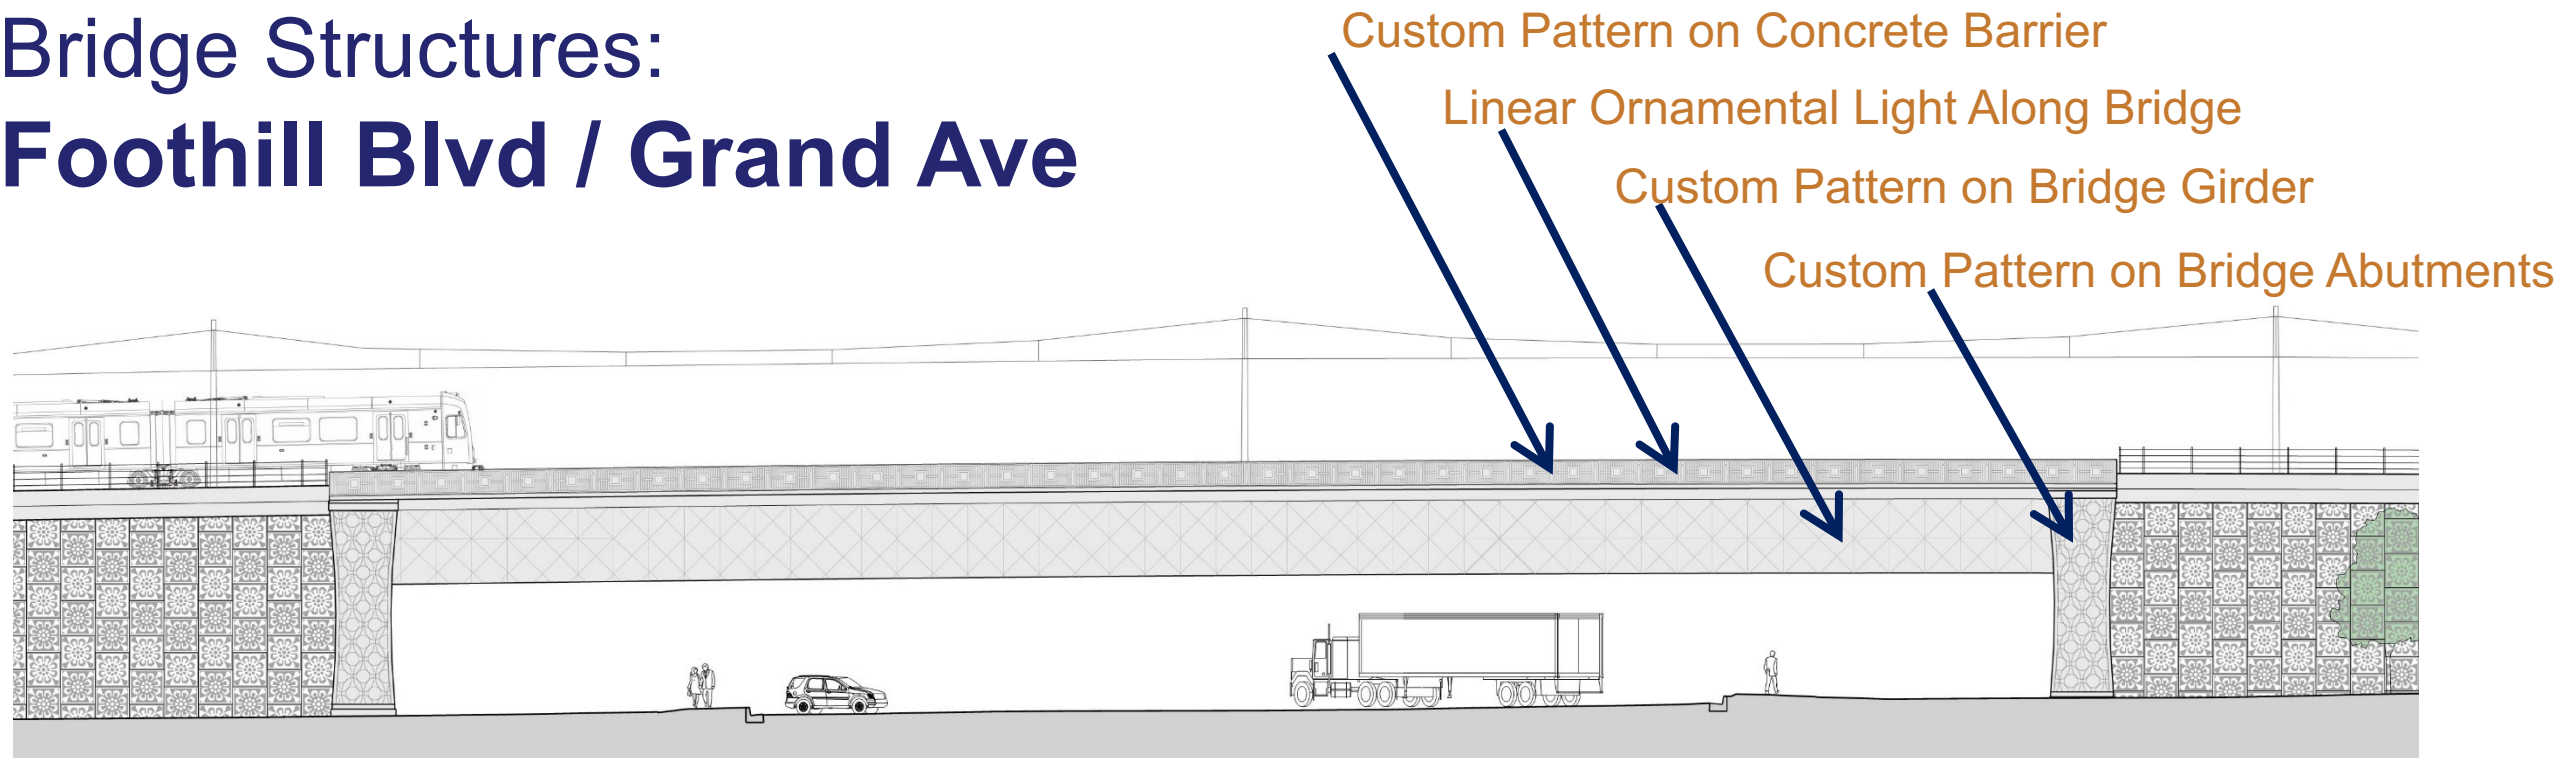 Bridge Structures:
Foothill Blvd / Grand Ave
Custom Pattern on Concrete Barrier
Linear Ornamental Light Along Bridge
Custom Pattern on Bridge Girder
Custom Pattern on Bridge Abutments